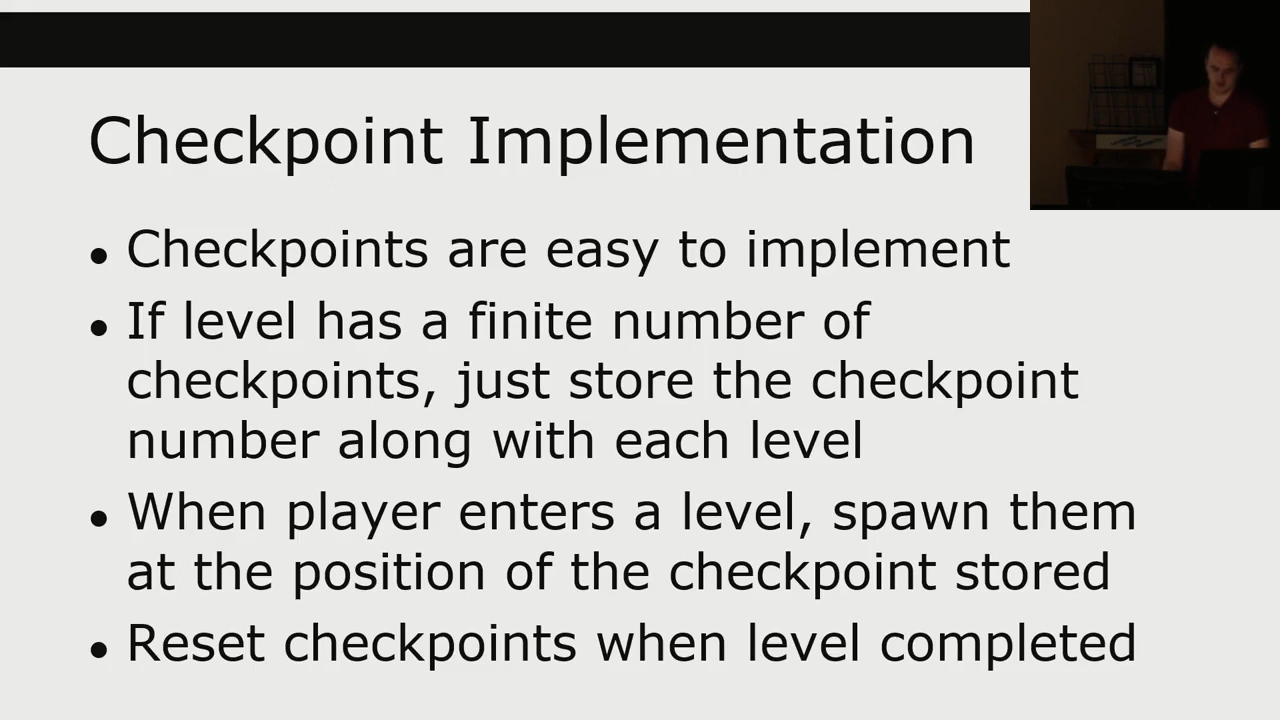 Checkpoint Implementation
• Checkpoints are easy to implement
• If level has a finite number of
checkpoints, just store the checkpoint
number along with each level
• When player enters a level, spawn them
at the position of the checkpoint stored
• Reset checkpoints when level completed